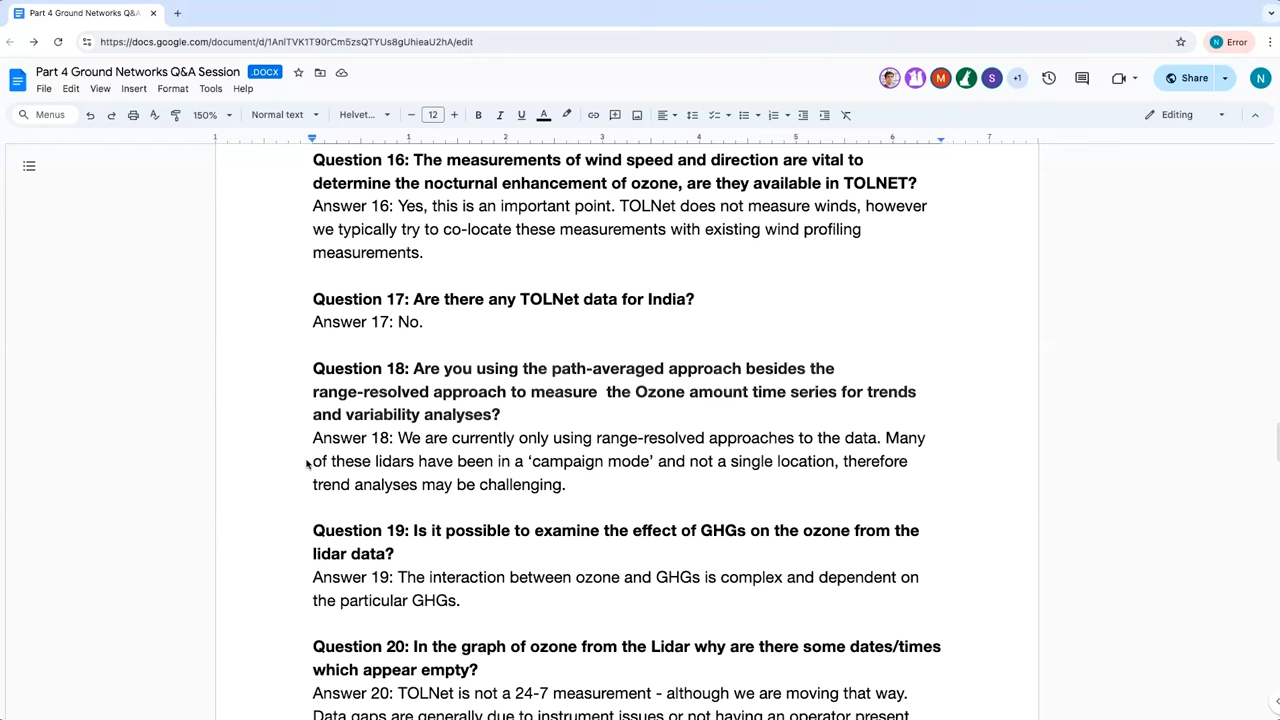 Part 4 Ground Networks Q&A
https://docs.google.com/document/d/1AnlTVK1T90rCm5zsQTYUs8gUhieaU2hA/edit
N Error
Part 4 Ground Networks Q&A Session .DOCX
M S +1 Share N
File Edit View Insert Format Tools Help
Menus 150% Normal text Helvet... 12 B I U A Editing
1 1 2 3 4 5 6 7
Question 16: The measurements of wind speed and direction are vital to
determine the nocturnal enhancement of ozone, are they available in TOLNET?
Answer 16: Yes, this is an important point. TOLNet does not measure winds, however
we typically try to co-locate these measurements with existing wind profiling
measurements.
Question 17: Are there any TOLNet data for India?
Answer 17: No.
Question 18: Are you using the path-averaged approach besides the
range-resolved approach to measure  the Ozone amount time series for trends
and variability analyses?
Answer 18: We are currently only using range-resolved approaches to the data. Many
of these lidars have been in a ‘campaign mode’ and not a single location, therefore
trend analyses may be challenging.
Question 19: Is it possible to examine the effect of GHGs on the ozone from the
lidar data?
Answer 19: The interaction between ozone and GHGs is complex and dependent on
the particular GHGs.
Question 20: In the graph of ozone from the Lidar why are there some dates/times
which appear empty?
Answer 20: TOLNet is not a 24-7 measurement - although we are moving that way.
Data gaps are generally due to instrument issues or not having an operator present